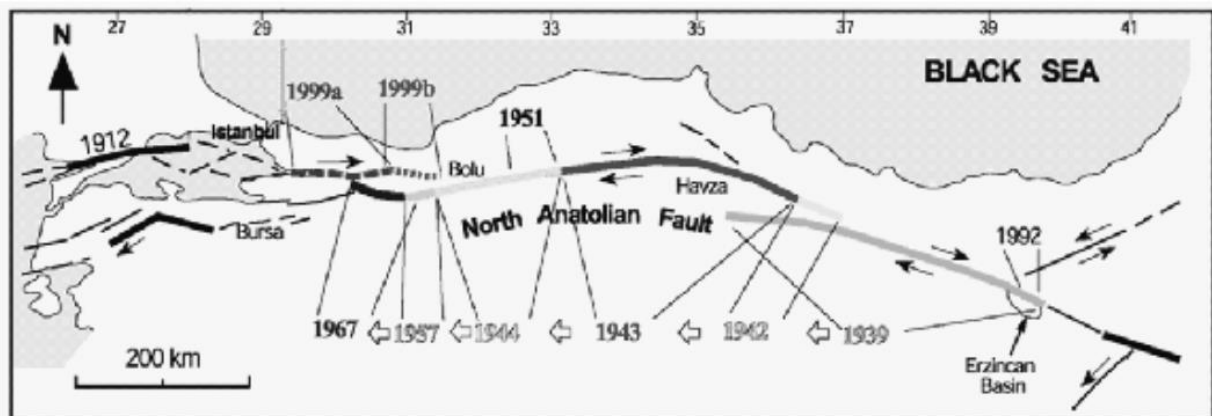 27 29 31 33 35 37 39 41
N
BLACK SEA
1999a
1999b
1912
Istanbul
1951
Bolu
Havza
North Anatolian Fault
Bursa
1992
1967
1957
1944
1943
1942
1939
200 km
Erzincan
Basin